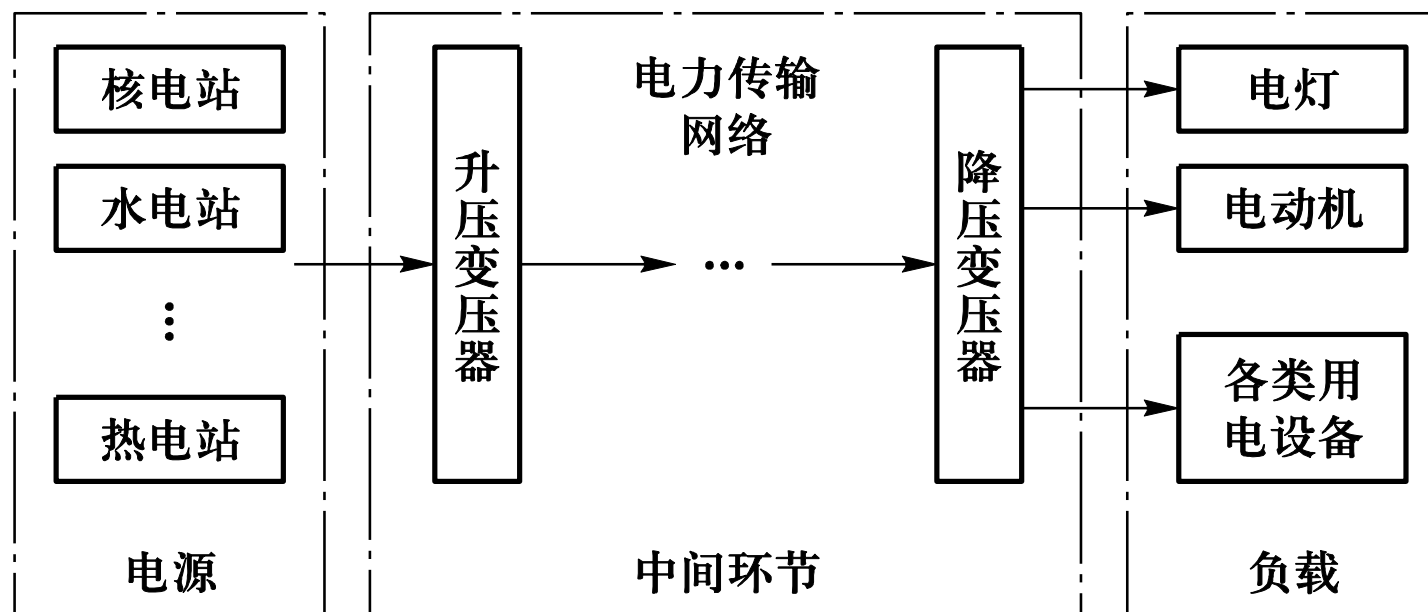 核电站
水电站
⋮
热电站
电源
升压变压器
电力传输
网络
…
降压变压器
中间环节
电灯
电动机
各类用
电设备
负载